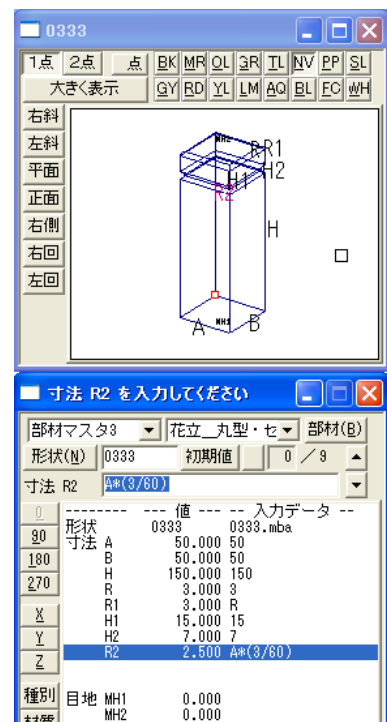 0333
1点 2点 点 BK MR OL GR TL NV PP SL
大きく表示 GY RD YL LM AQ BL FC WH
右斜
左斜
平面
正面
右側
右回
左回
MH2
R R1
H1 H2
R2
H
A MH1 B
寸法 R2 を入力してください
部材マスタ3 花立__丸型・セ 部材(B)
形状(N) 0333 初期値 0 / 9
寸法 R2 A*(3/60)
0
90
180
270
X
Y
Z
種別
材質
-------- --- 値 --- -- 入力データ --
形状 0333 0333.mba
寸法 A 50.000 50
B 50.000 50
H 150.000 150
R 3.000 3
R1 3.000 R
H1 15.000 15
H2 7.000 7
R2 2.500 A*(3/60)
目地 MH1 0.000
MH2 0.000